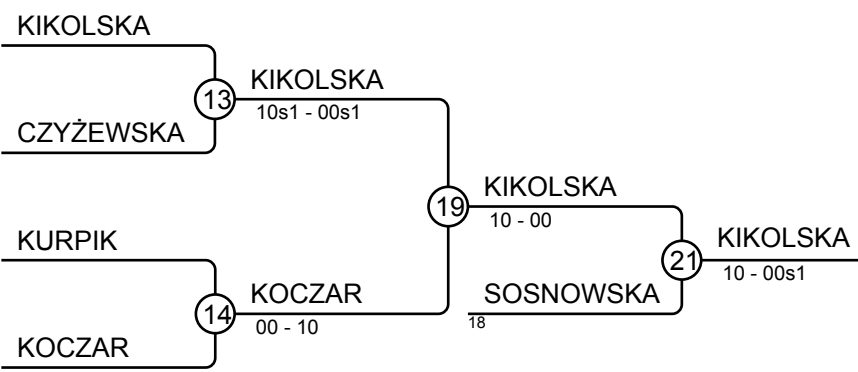 KIKOLSKA
13
KIKOLSKA
10s1 - 00s1
CZYŻEWSKA
19
KIKOLSKA
10 - 00
KURPIK
21
KIKOLSKA
10 - 00s1
14
KOCZAR
00 - 10
SOSNOWSKA
18
KOCZAR